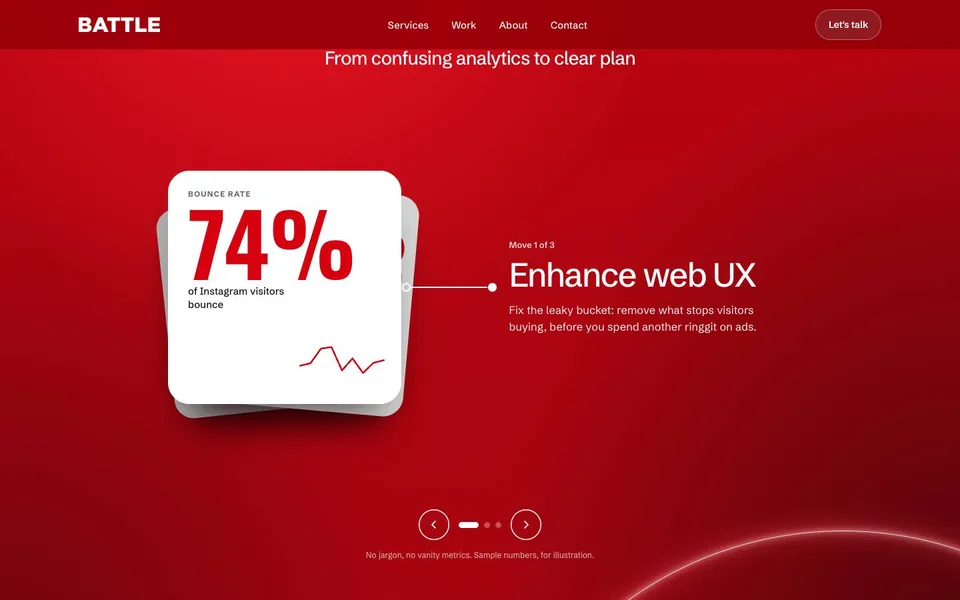 BATTLE
Services
Work
About
Contact
Let's talk
From confusing analytics to clear plan
BOUNCE RATE
74%
of Instagram visitors
bounce
Move 1 of 3
Enhance web UX
Fix the leaky bucket: remove what stops visitors
buying, before you spend another ringgit on ads.
No jargon, no vanity metrics. Sample numbers, for illustration.